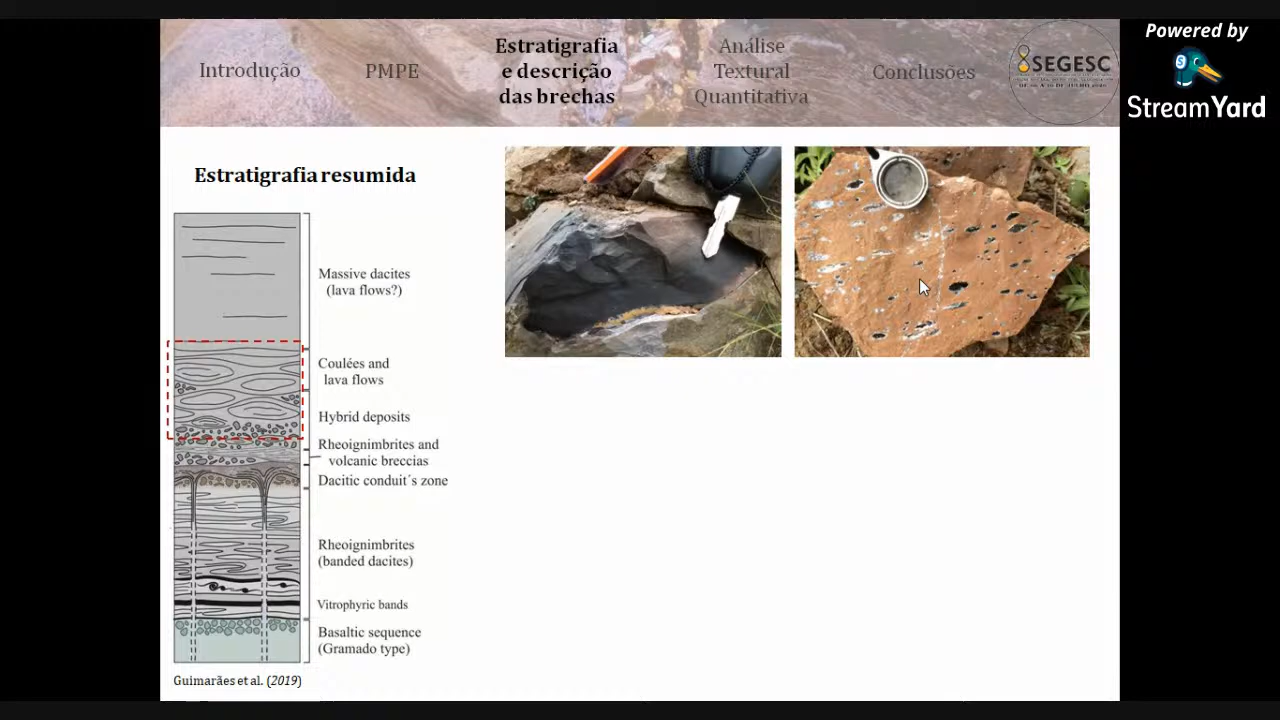 Introdução
PMPE
Estratigrafia
e descrição
das brechas
Análise
Textural
Quantitativa
Conclusões
SEGESC
Powered by
StreamYard
Estratigrafia resumida
Massive dacites
(lava flows?)
Coulées and
lava flows
Hybrid deposits
Rheoignimbrites and
volcanic breccias
Dacitic conduit´s zone
Rheoignimbrites
(banded dacites)
Vitrophyric bands
Basaltic sequence
(Gramado type)
Guimarães et al. (2019)